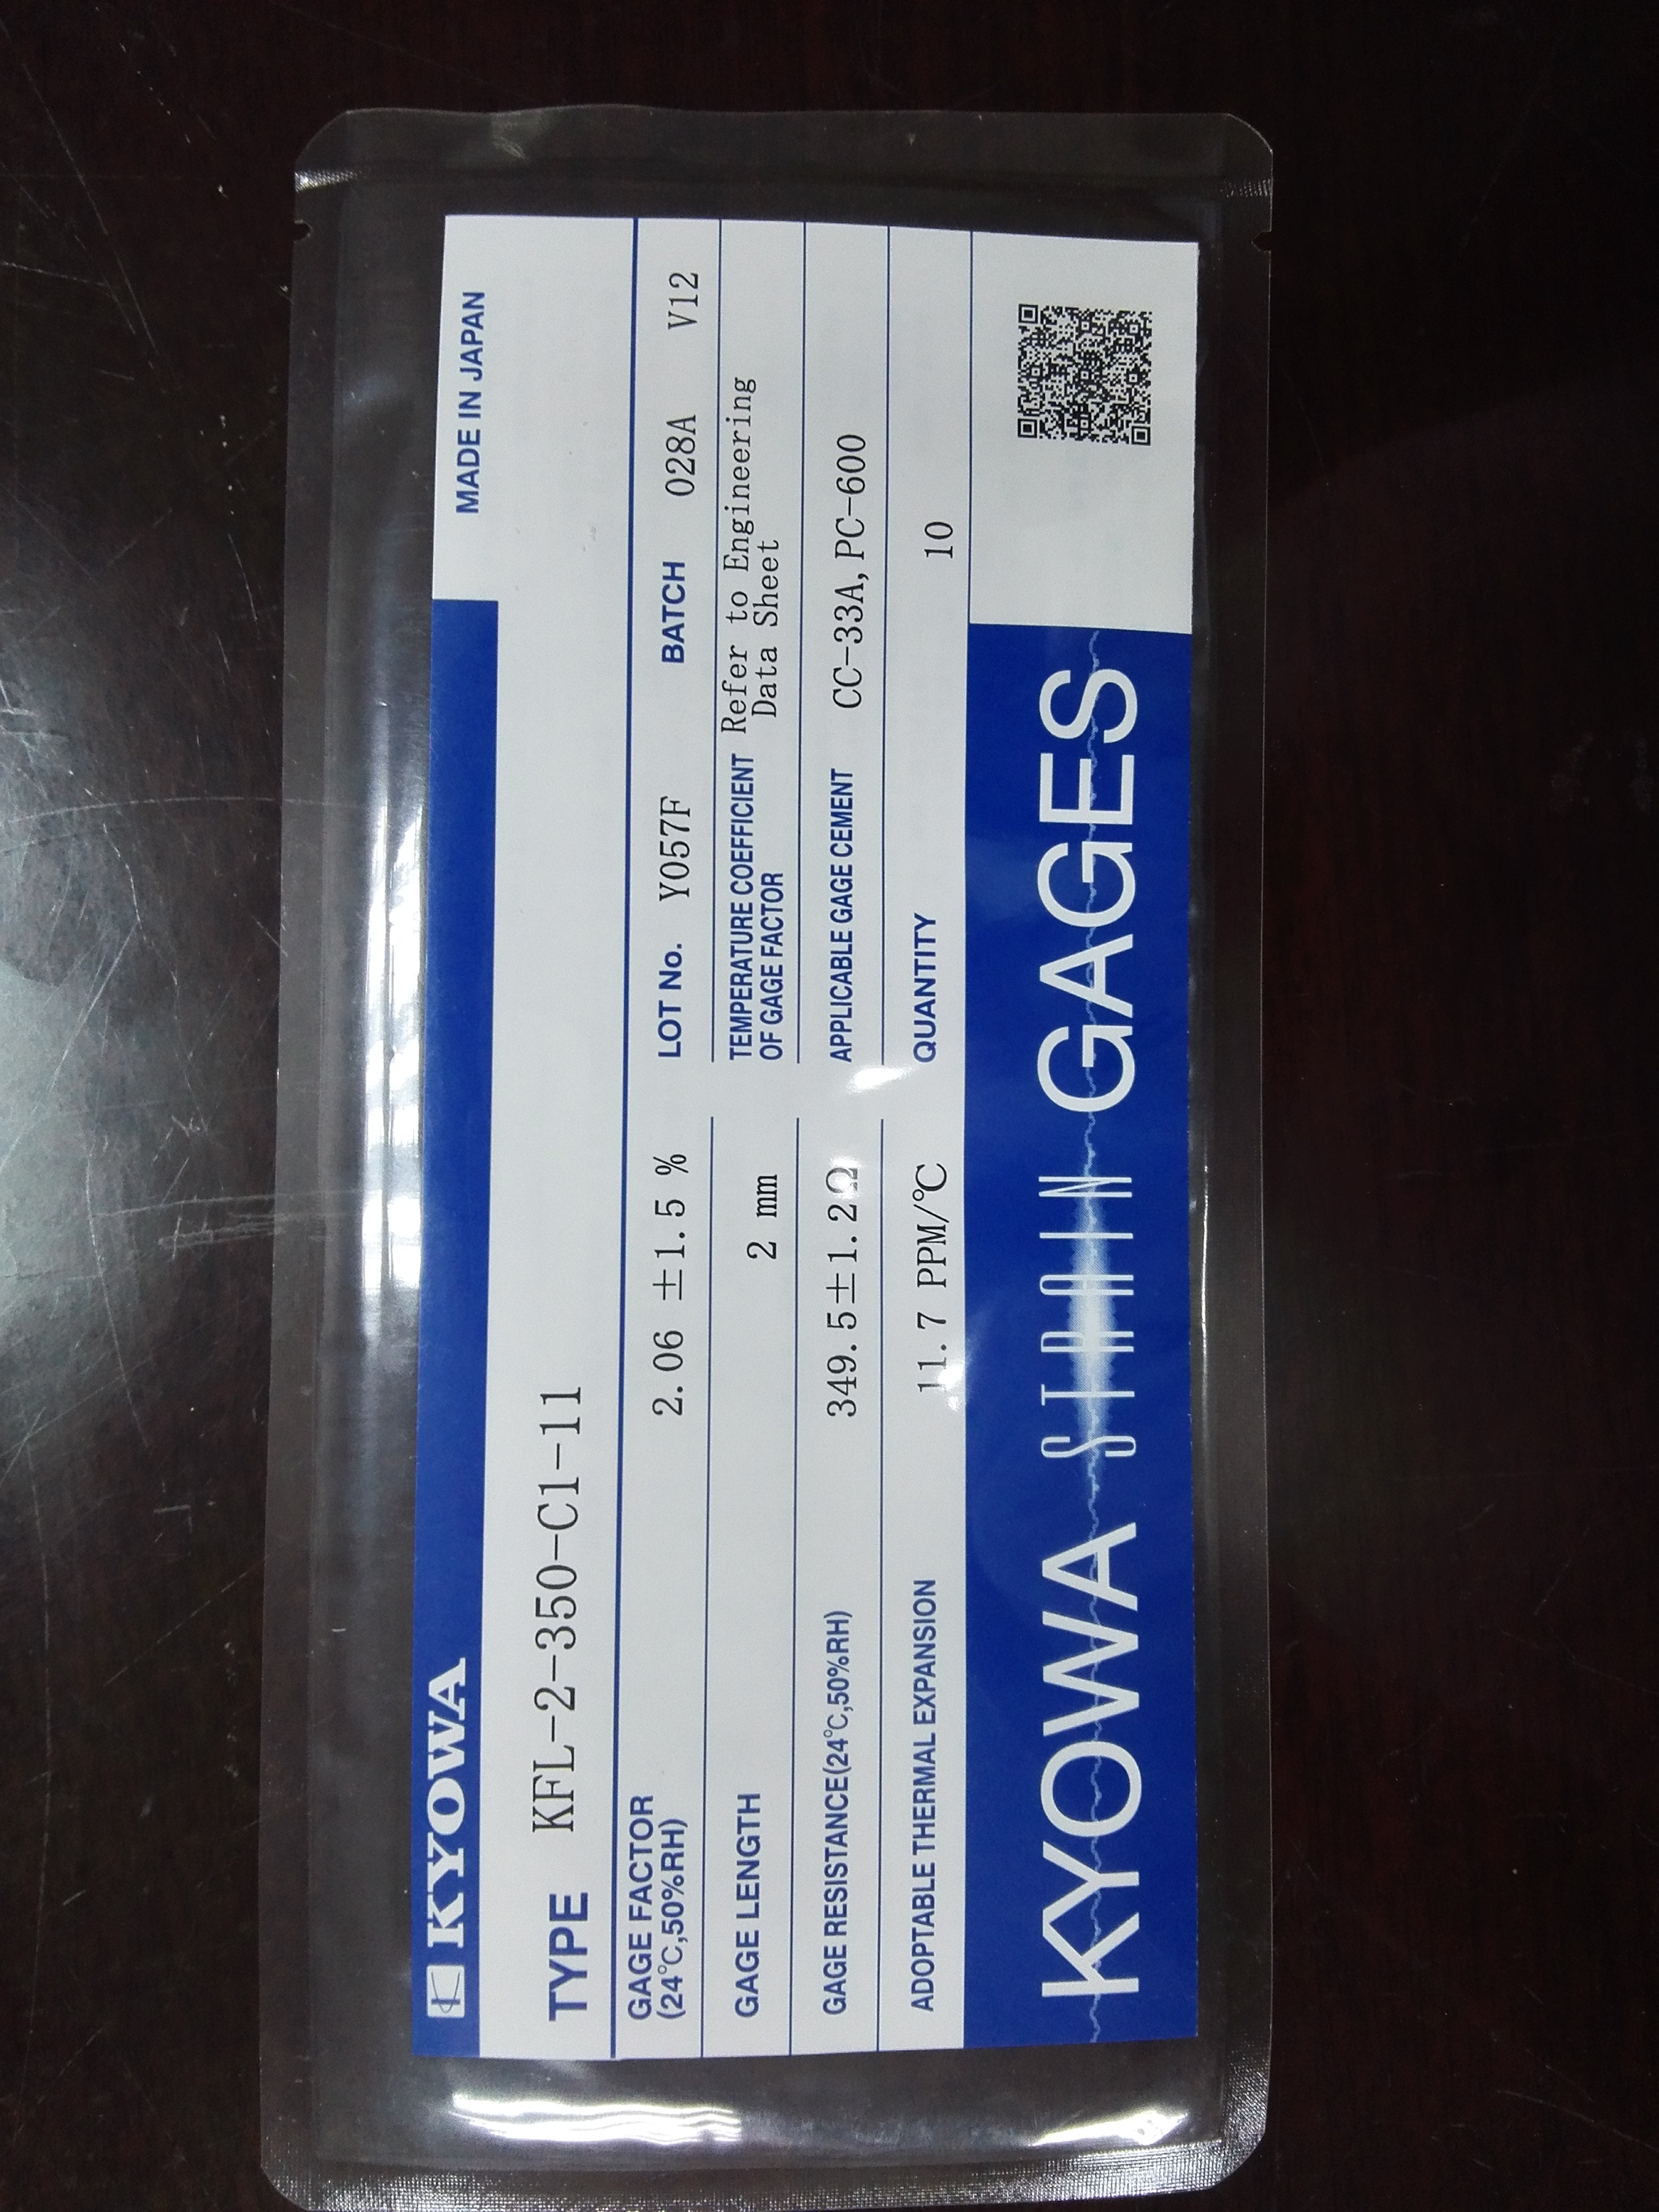 KYOWA
MADE IN JAPAN
TYPE KFL-2-350-C1-11
GAGE FACTOR
(24℃,50%RH) 2.06 ±1.5 %
LOT No. Y057F BATCH 028A V12
GAGE LENGTH 2 mm
TEMPERATURE COEFFICIENT Refer to Engineering
OF GAGE FACTOR Data Sheet
GAGE RESISTANCE(24℃,50%RH) 349.5±1.2Ω
APPLICABLE GAGE CEMENT CC-33A,PC-600
ADOPTABLE THERMAL EXPANSION 11.7 PPM/℃
QUANTITY 10
KYOWA STRAIN GAGES